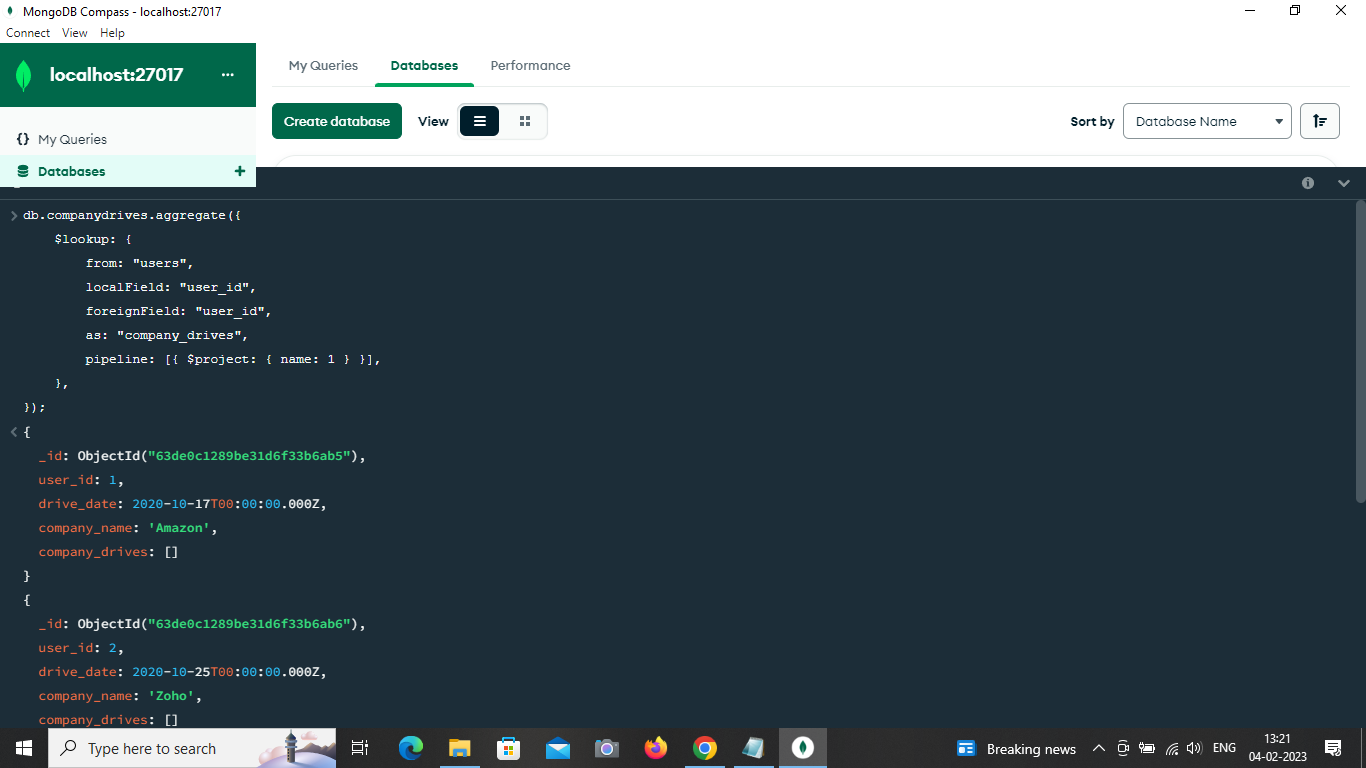 MongoDB Compass - localhost:27017
Connect View Help
localhost:27017 ...
My Queries Databases Performance
Create database View Sort by Database Name
{} My Queries
Databases +
> db.companydrives.aggregate({
$lookup: {
from: "users",
localField: "user_id",
foreignField: "user_id",
as: "company_drives",
pipeline: [{ $project: { name: 1 } }],
},
});
< {
_id: ObjectId("63de0c1289be31d6f33b6ab5"),
user_id: 1,
drive_date: 2020-10-17T00:00:00.000Z,
company_name: 'Amazon',
company_drives: []
}
{
_id: ObjectId("63de0c1289be31d6f33b6ab6"),
user_id: 2,
drive_date: 2020-10-25T00:00:00.000Z,
company_name: 'Zoho',
company_drives: []
Type here to search Breaking news ENG 13:21
04-02-2023